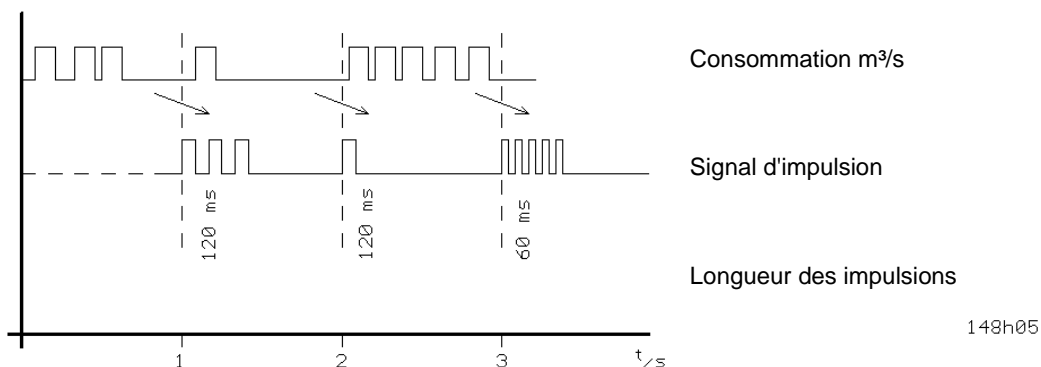 Consommation m³/s
Signal d'impulsion
120 ms
120 ms
60 ms
Longueur des impulsions
148h05
1
2
3
t/s